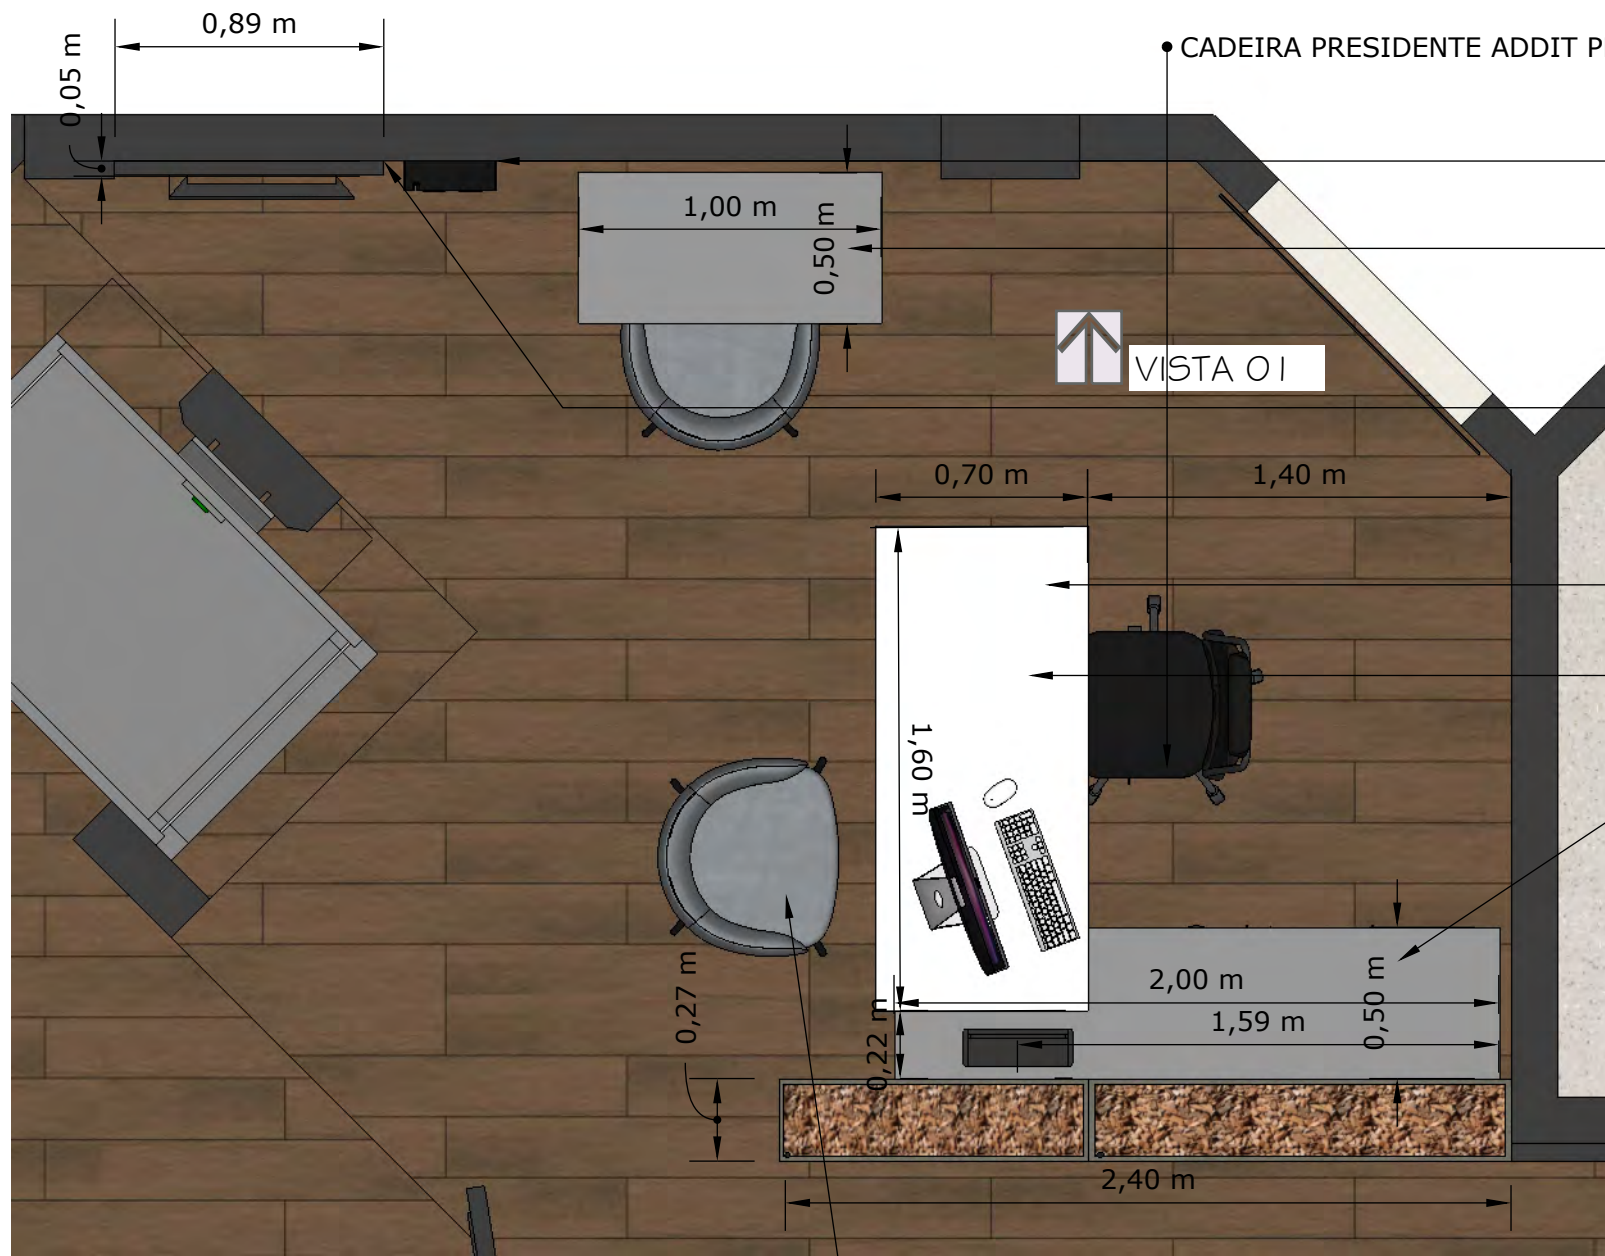 0,89 m
0,05 m
CADEIRA PRESIDENTE ADDIT P
1,00 m
0,50 m
VISTA 01
0,70 m
1,40 m
1,60 m
2,00 m
1,59 m
0,50 m
0,27 m
0,22 m
2,40 m